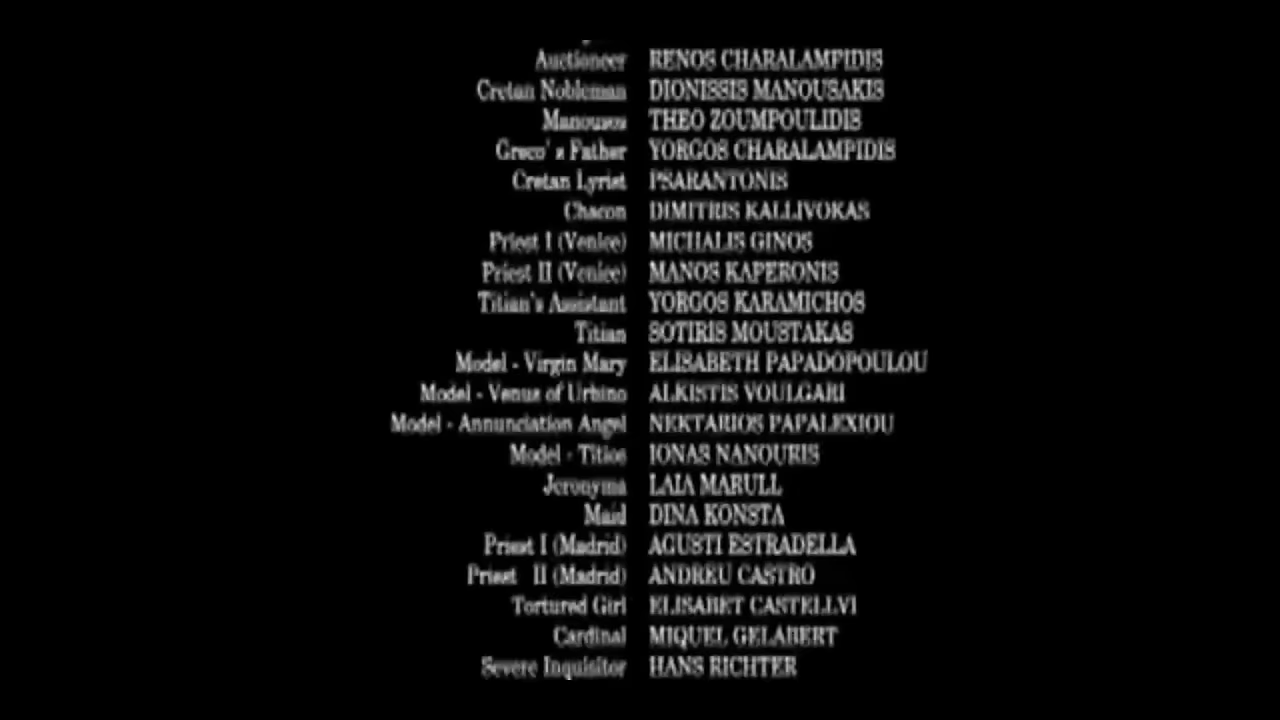 Auctioneer RENOS CHARALAMPIDIS
Cretan Nobleman DIONISSIS MANOUSAKIS
Manousos THEO ZOUMPOULIDIS
Greco' s Father YORGOS CHARALAMPIDIS
Cretan Lyrist PSARANTONIS
Chacon DIMITRIS KALLIVOKAS
Priest I (Venice) MICHALIS GINOS
Priest II (Venice) MANOS KAPERONIS
Titian's Assistant YORGOS KARAMICHOS
Titian SOTIRIS MOUSTAKAS
Model - Virgin Mary ELISABETH PAPADOPOULOU
Model - Venus of Urbino ALKISTIS VOULGARI
Model - Annunciation Angel NEKTARIOS PAPALEXIOU
Model - Titios IONAS NANOURIS
Jeronyma LAIA MARULL
Maid DINA KONSTA
Priest I (Madrid) AGUSTI ESTRADELLA
Priest II (Madrid) ANDREU CASTRO
Tortured Girl ELISABET CASTELLVI
Cardinal MIQUEL GELABERT
Severe Inquisitor HANS RICHTER